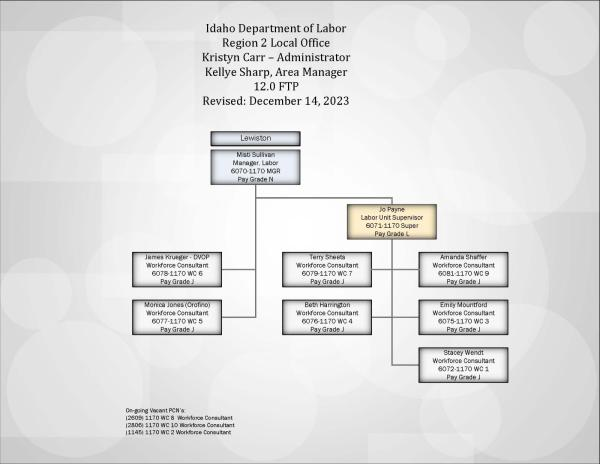 Idaho Department of Labor
Region 2 Local Office
Kristyn Carr – Administrator
Kellye Sharp, Area Manager
12.0 FTP
Revised: December 14, 2023
Lewiston
Misti Sullivan
Manager, Labor
6070-1170 MGR
Pay Grade N
Jo Payne
Labor Unit Supervisor
6071-1170 Super
Pay Grade L
James Krueger - DVOP
Workforce Consultant
6078-1170 WC 6
Pay Grade J
Terry Sheets
Workforce Consultant
6079-1170 WC 7
Pay Grade J
Amanda Shaffer
Workforce Consultant
6081-1170 WC 9
Pay Grade J
Monica Jones (Orofino)
Workforce Consultant
6077-1170 WC 5
Pay Grade J
Beth Harrington
Workforce Consultant
6076-1170 WC 4
Pay Grade J
Emily Mountford
Workforce Consultant
6075-1170 WC 3
Pay Grade J
Stacey Wendt
Workforce Consultant
6072-1170 WC 1
Pay Grade J
On-going Vacant PCN's:
(2609) 1170 WC 8 Workforce Consultant
(2806) 1170 WC 10 Workforce Consultant
(1145) 1170 WC 2 Workforce Consultant